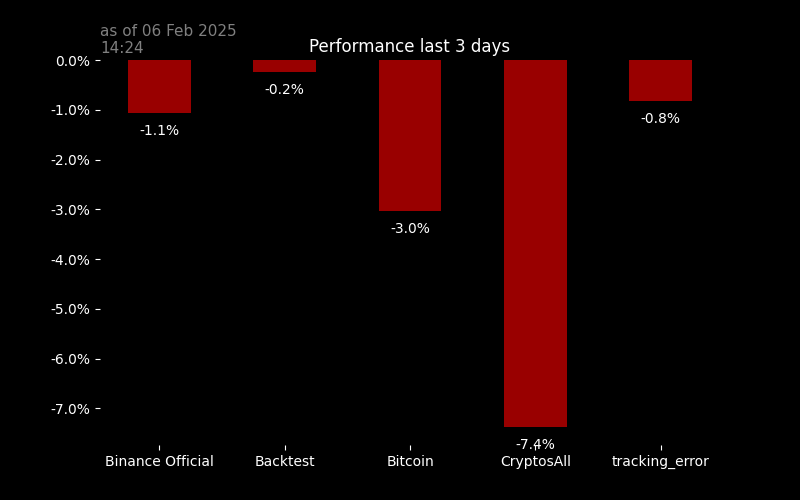 as of 06 Feb 2025
14:24
Performance last 3 days
0.0%
-1.0%
-2.0%
-3.0%
-4.0%
-5.0%
-6.0%
-7.0%
-1.1%
-0.2%
-3.0%
-7.4%
-0.8%
Binance Official
Backtest
Bitcoin
CryptosAll
tracking_error